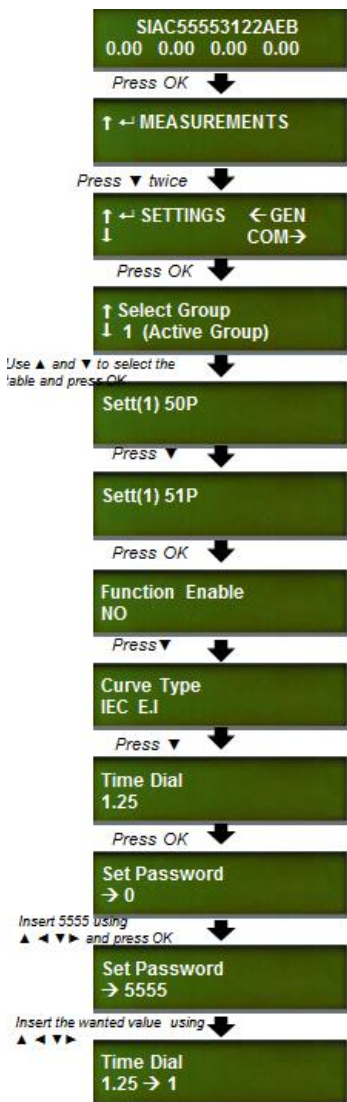 SIAC55553122AEB
0.00 0.00 0.00 0.00
Press OK
↑ ↵ MEASUREMENTS
Press ▼ twice
↑ ↵ SETTINGS ←GEN
↓ COM→
Press OK
↑ Select Group
↓ 1 (Active Group)
Use ▲ and ▼ to select the
table and press OK
Sett(1) 50P
Press ▼
Sett(1) 51P
Press OK
Function Enable
NO
Press▼
Curve Type
IEC E.I
Press ▼
Time Dial
1.25
Press OK
Set Password
→ 0
Insert 5555 using
▲ ◄ ▼► and press OK
Set Password
→ 5555
Insert the wanted value using
▲ ◄ ▼►
Time Dial
1.25 → 1